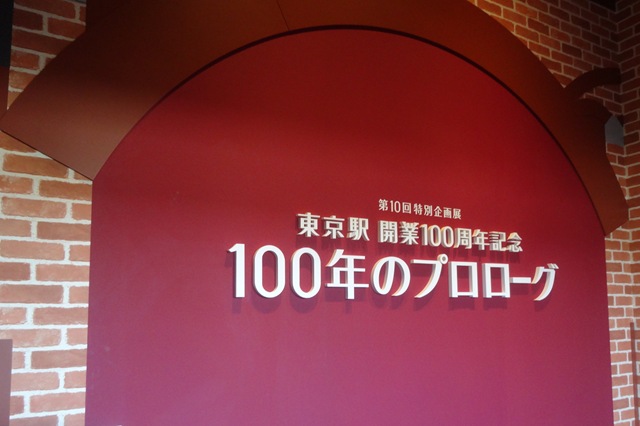 第10回特別企画展
東京駅 開業100周年記念
100年のプロローグ